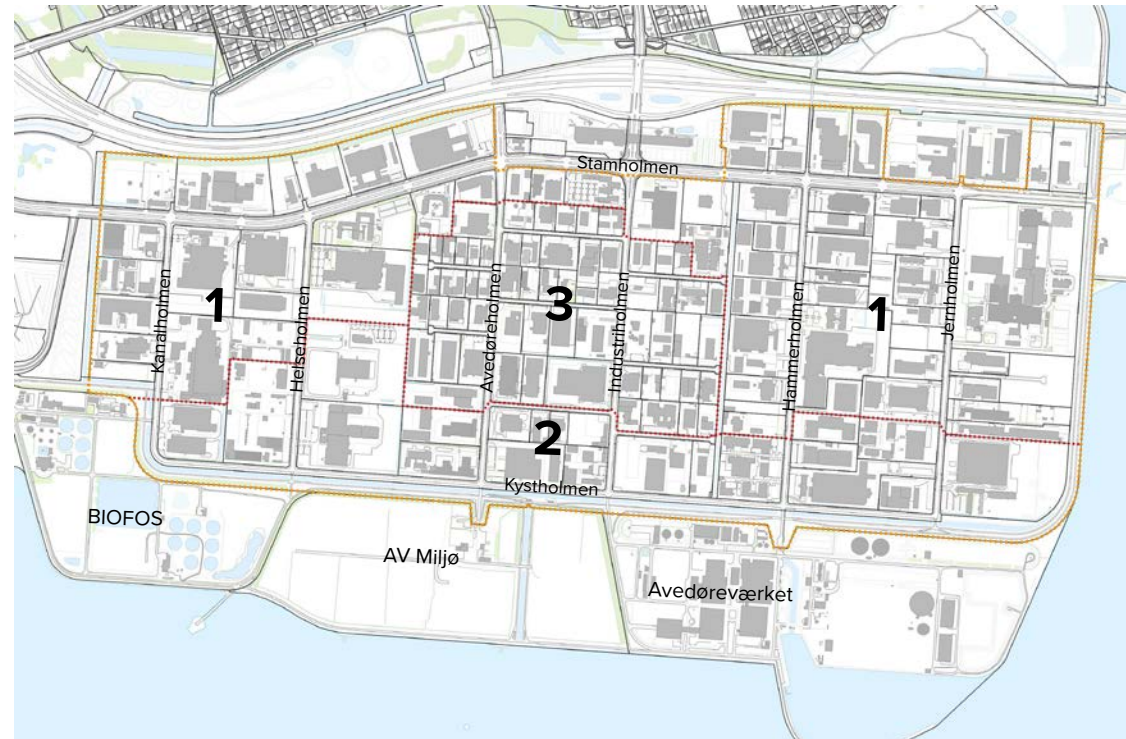 Stamholmen
Kanalholmen
1
Helseholmen
Avedøreholmen
3
Industriholmen
Hammerholmen
1
Jernholmen
2
Kystholmen
BIOFOS
AV Miljø
Avedøreværket